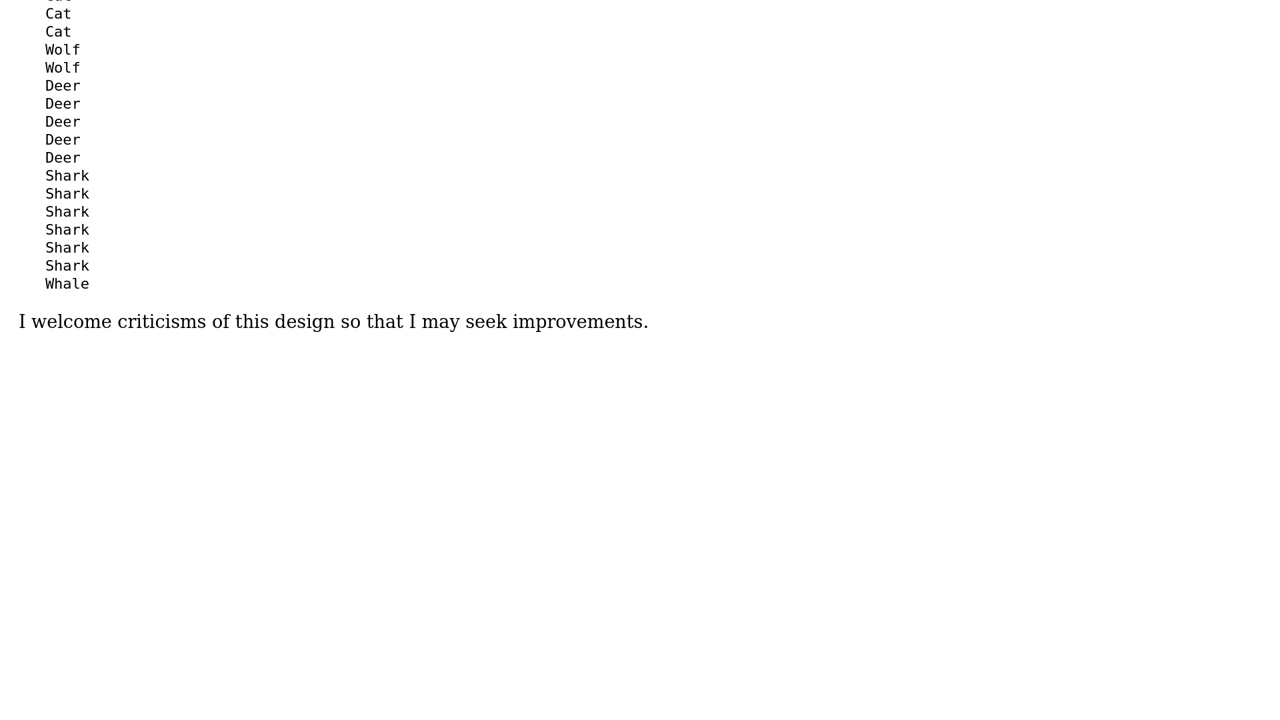 Cat
Cat
Wolf
Wolf
Deer
Deer
Deer
Deer
Deer
Shark
Shark
Shark
Shark
Shark
Shark
Whale
I welcome criticisms of this design so that I may seek improvements.